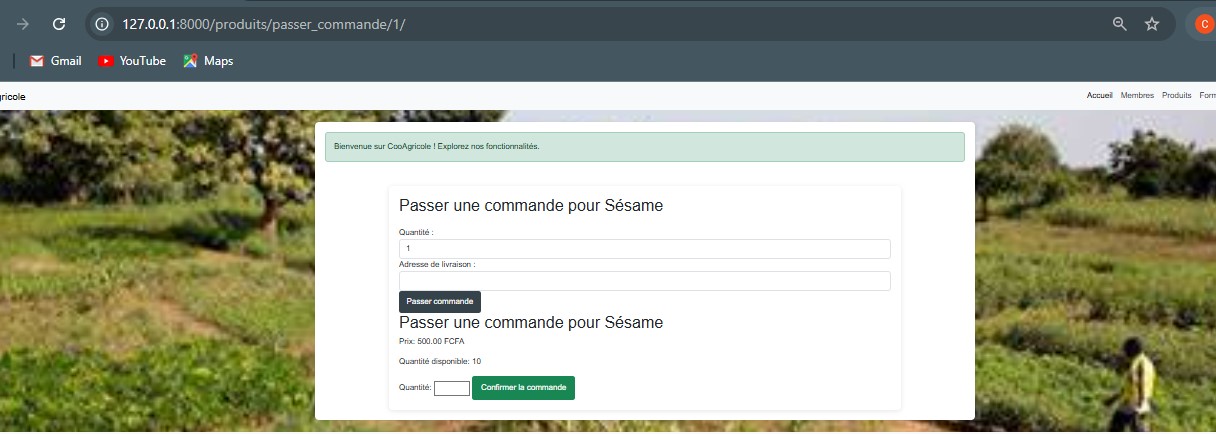 127.0.0.1:8000/produits/passer_commande/1/
C
Gmail YouTube Maps
gricole Accueil Membres Produits Form
Bienvenue sur CooAgricole ! Explorez nos fonctionnalités.
Passer une commande pour Sésame
Quantité :
1
Adresse de livraison :
Passer commande
Passer une commande pour Sésame
Prix: 500.00 FCFA
Quantité disponible: 10
Quantité: Confirmer la commande